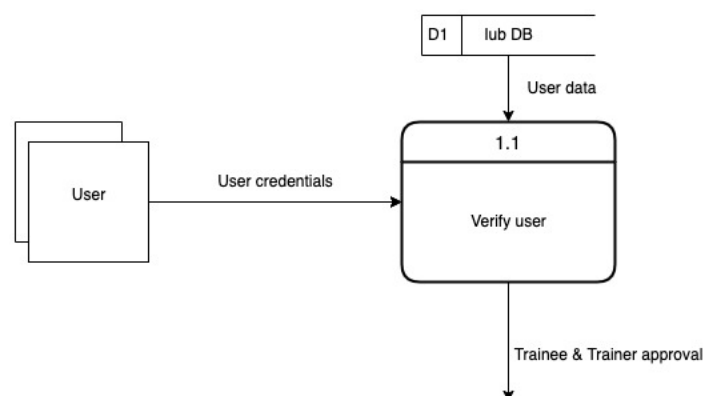 D1 lub DB
User data
1.1
User credentials
User
Verify user
Trainee & Trainer approval